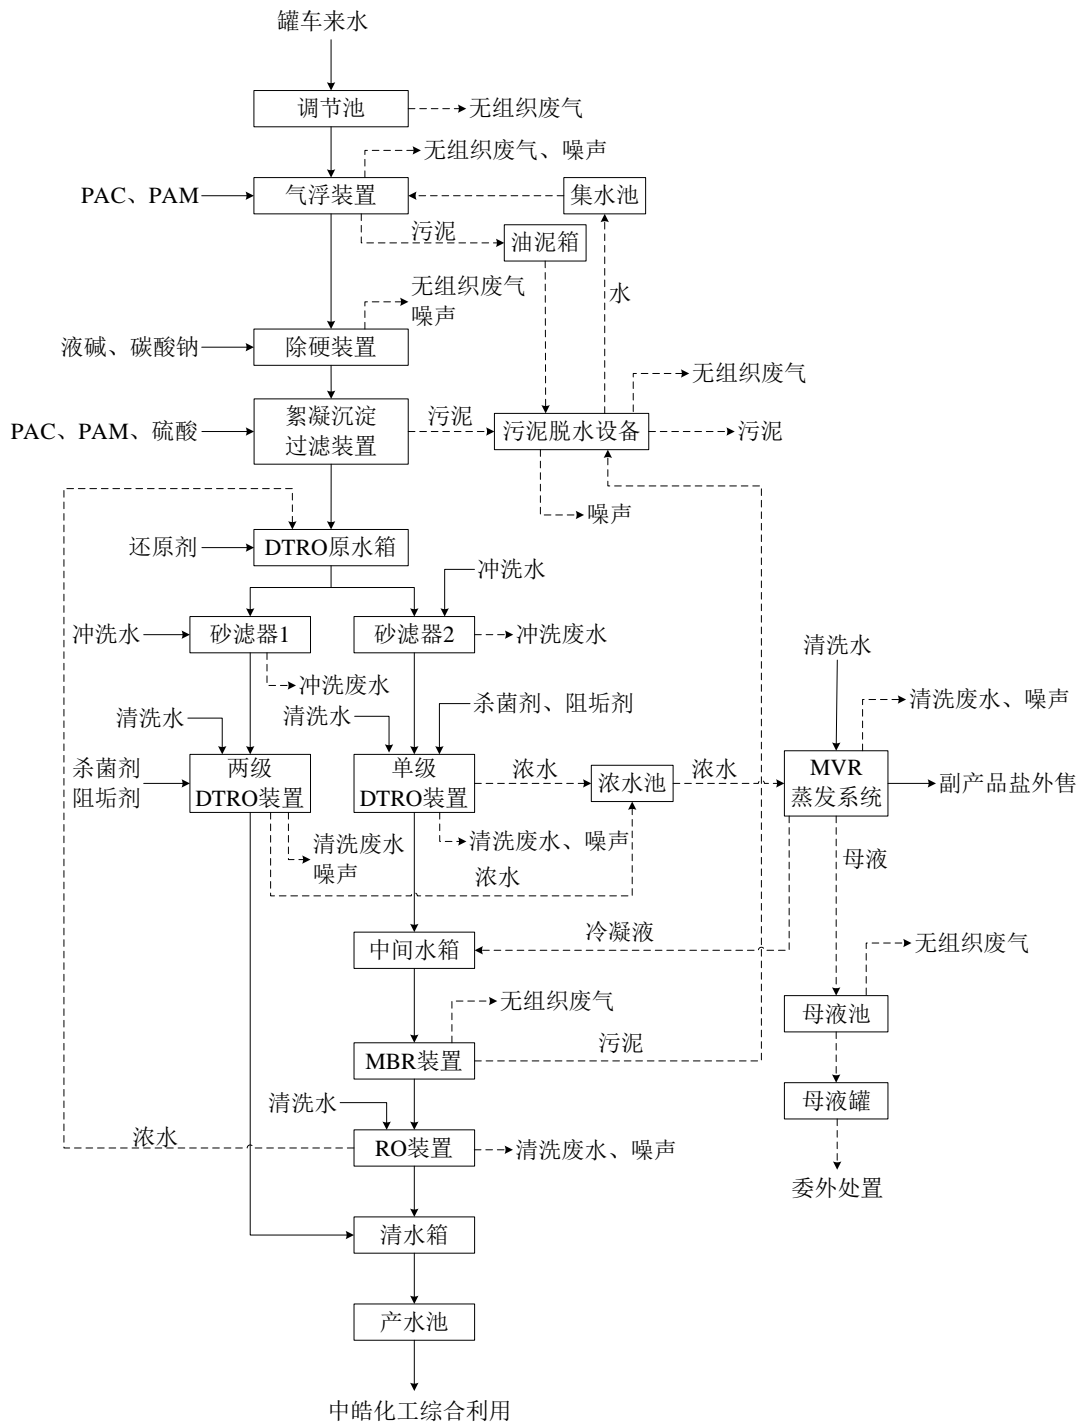 罐车来水
调节池
无组织废气
无组织废气、噪声
PAC、PAM
气浮装置
集水池
污泥
油泥箱
无组织废气
噪声
水
液碱、碳酸钠
除硬装置
无组织废气
PAC、PAM、硫酸
絮凝沉淀
过滤装置
污泥
污泥脱水设备
污泥
噪声
还原剂
DTRO原水箱
冲洗水
冲洗水
砂滤器1
砂滤器2
冲洗废水
冲洗废水
清洗水
清洗水
清洗水
杀菌剂、阻垢剂
清洗废水、噪声
杀菌剂
阻垢剂
两级
DTRO装置
单级
DTRO装置
浓水
浓水池
浓水
MVR
蒸发系统
副产品盐外售
清洗废水
噪声
清洗废水、噪声
浓水
母液
中间水箱
冷凝液
无组织废气
无组织废气
母液池
MBR装置
污泥
清洗水
母液罐
浓水
RO装置
清洗废水、噪声
委外处置
清水箱
产水池
中皓化工综合利用